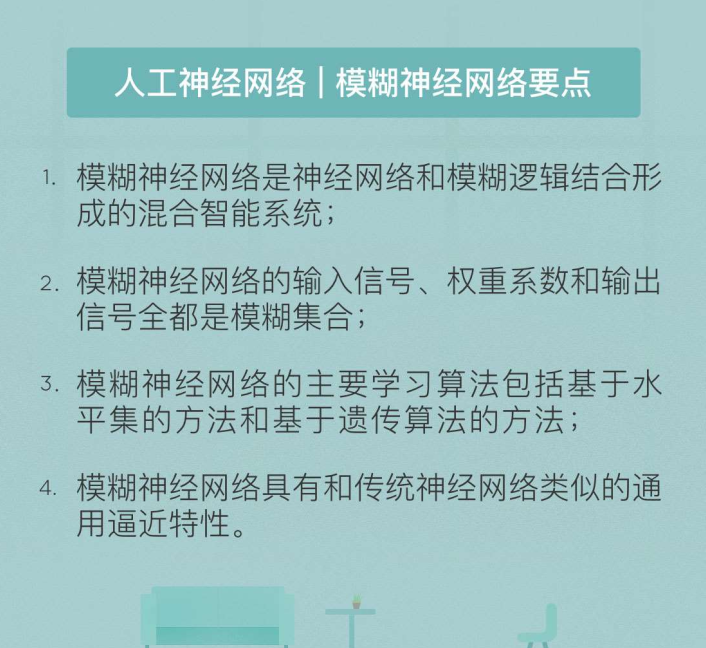 人工神经网络|模糊神经网络要点
1. 模糊神经网络是神经网络和模糊逻辑结合形
成的混合智能系统；
2. 模糊神经网络的输入信号、权重系数和输出
信号全都是模糊集合；
3. 模糊神经网络的主要学习算法包括基于水
平集的方法和基于遗传算法的方法；
4. 模糊神经网络具有和传统神经网络类似的通
用逼近特性。